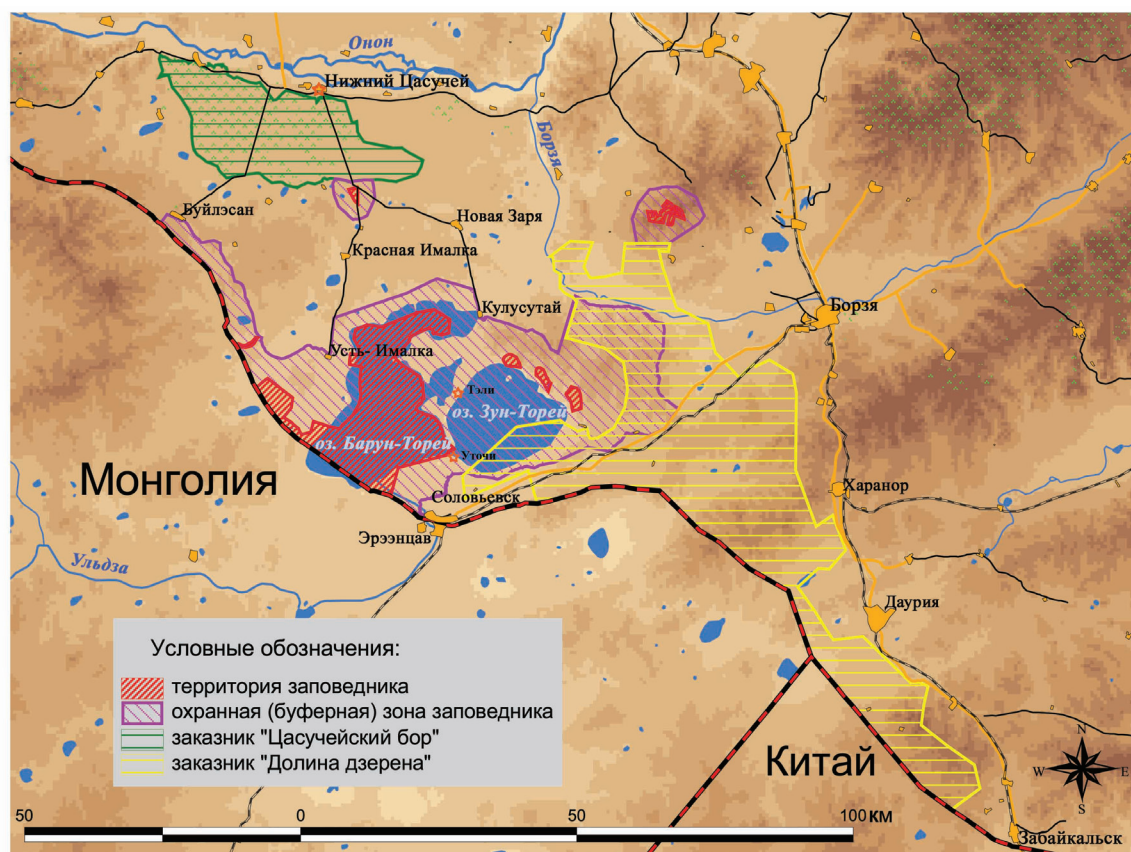 Онон
Нижний Цасучей
Борзя
Буйлэсан
Новая Заря
Красная Ималка
Кулусутай
Борзя
Усть- Ималка
Тэли
оз. Зун-Торей
оз. Барун-Торей
Уточи
Монголия
Соловьевск
Харанор
Эрээнцав
Ульдза
Даурия
Условные обозначения:
территория заповедника
охранная (буферная) зона заповедника
заказник "Цасучейский бор"
заказник "Долина дзерена"
Китай
N
W E
S
50 0 50 100 км
Забайкальск